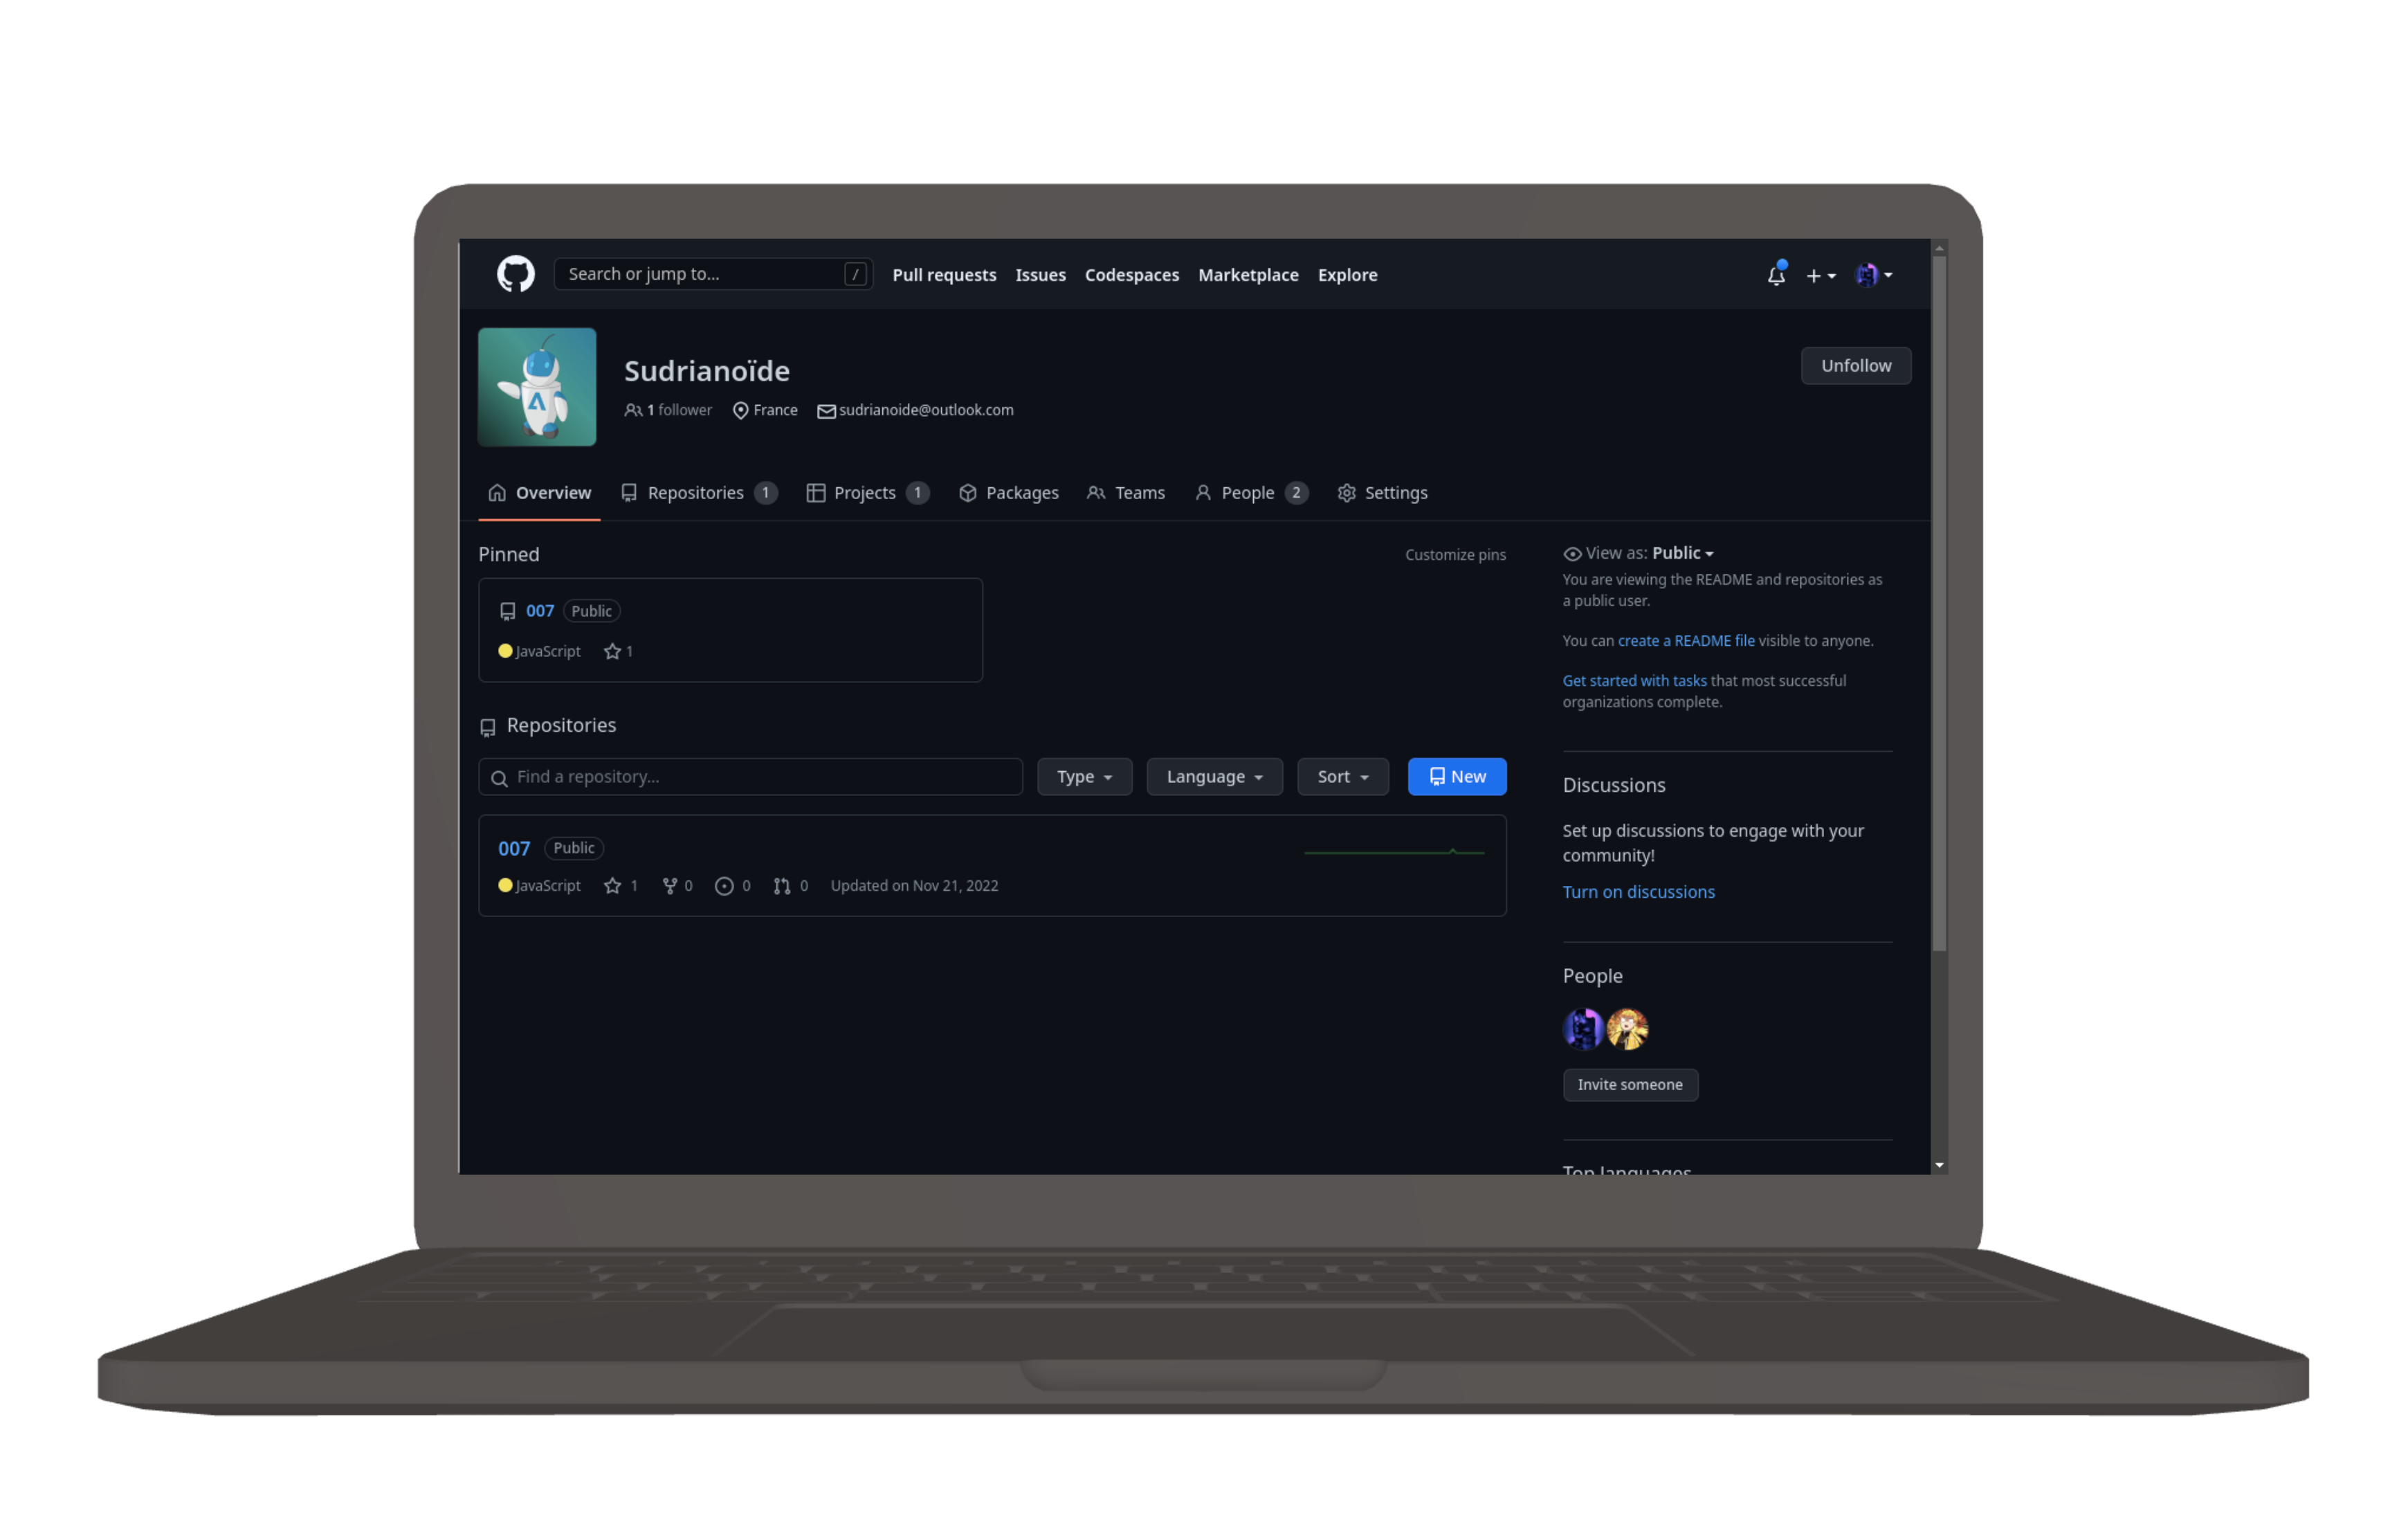 Search or jump to... /
Pull requests Issues Codespaces Marketplace Explore
Sudrianoïde
1 follower France sudrianoide@outlook.com
Unfollow
Overview Repositories 1 Projects 1 Packages Teams People 2 Settings
Pinned
Customize pins
007 Public
JavaScript 1
Repositories
Find a repository...
Type Language Sort New
007 Public
JavaScript 1 0 0 0 Updated on Nov 21, 2022
View as: Public
You are viewing the README and repositories as
a public user.
You can create a README file visible to anyone.
Get started with tasks that most successful
organizations complete.
Discussions
Set up discussions to engage with your
community!
Turn on discussions
People
Invite someone
Top languages